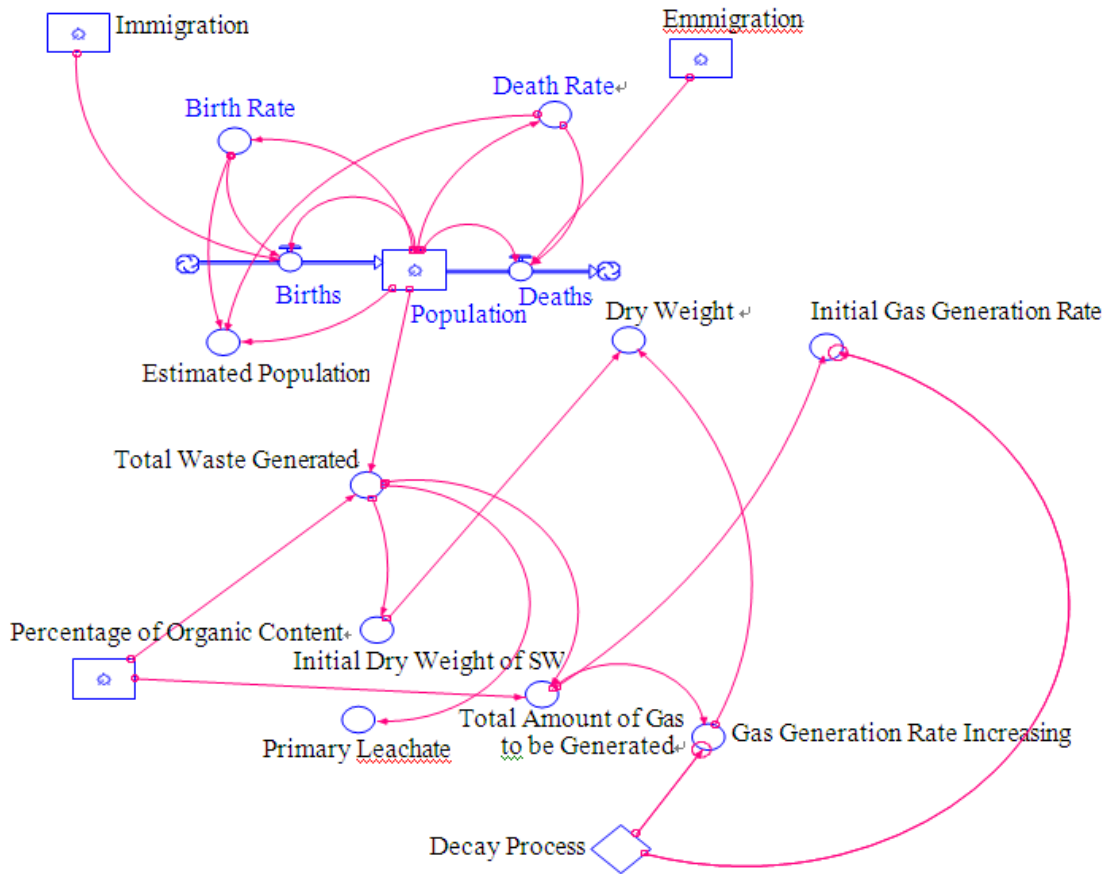 Immigration
Emmigration
Death Rate
Birth Rate
Births
Population
Deaths
Dry Weight
Initial Gas Generation Rate
Estimated Population
Total Waste Generated
Percentage of Organic Content
Initial Dry Weight of SW
Total Amount of Gas
to be Generated
Primary Leachate
Gas Generation Rate Increasing
Decay Process